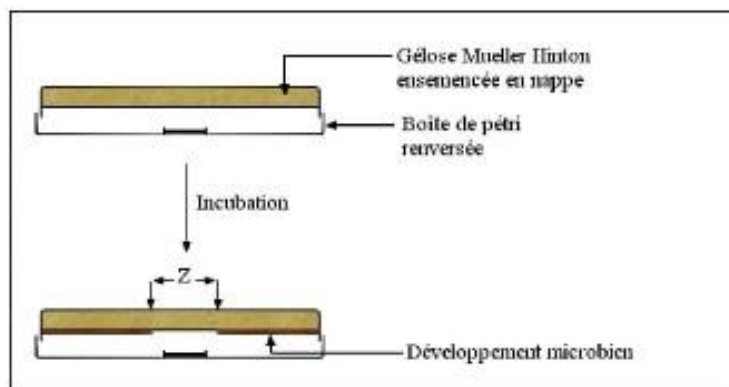 Gélose Mueller Hinton
ensemencée en nappe
Boite de pétri
renversée
Incubation
Z
Développement microbien